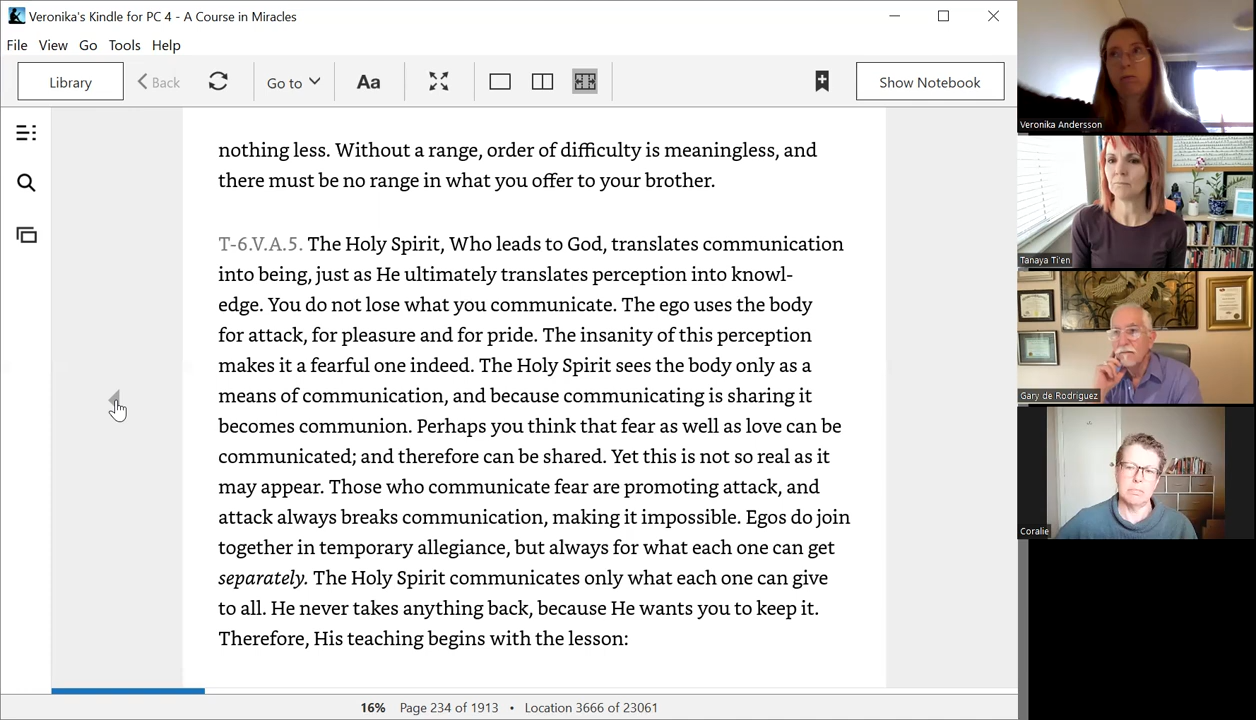 Veronika's Kindle for PC 4 - A Course in Miracles
File View Go Tools Help
Library
Back
Go to
Aa
Show Notebook
nothing less. Without a range, order of difficulty is meaningless, and
there must be no range in what you offer to your brother.
T-6.V.A.5. The Holy Spirit, Who leads to God, translates communication
into being, just as He ultimately translates perception into knowl-
edge. You do not lose what you communicate. The ego uses the body
for attack, for pleasure and for pride. The insanity of this perception
makes it a fearful one indeed. The Holy Spirit sees the body only as a
means of communication, and because communicating is sharing it
becomes communion. Perhaps you think that fear as well as love can be
communicated; and therefore can be shared. Yet this is not so real as it
may appear. Those who communicate fear are promoting attack, and
attack always breaks communication, making it impossible. Egos do join
together in temporary allegiance, but always for what each one can get
separately. The Holy Spirit communicates only what each one can give
to all. He never takes anything back, because He wants you to keep it.
Therefore, His teaching begins with the lesson:
16% Page 234 of 1913 • Location 3666 of 23061
Veronika Andersson
Tanaya Ti'en
Gary de Rodriguez
Coralie